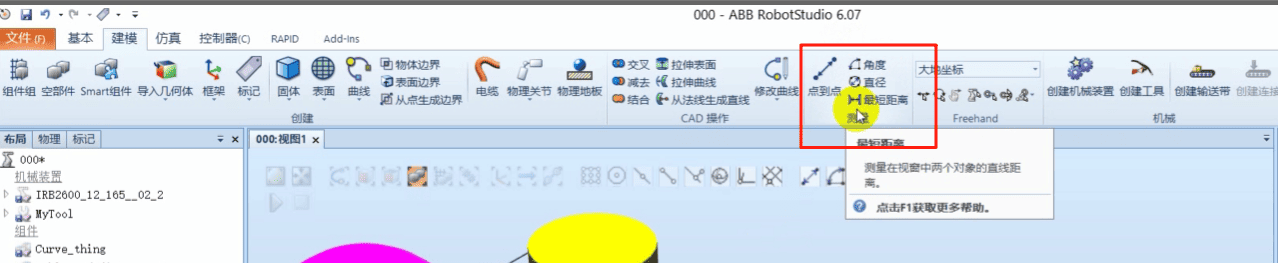 000 - ABB RobotStudio 6.07
文件(F) 基本 建模 仿真 控制器(C) RAPID Add-Ins
组件组 空部件 Smart组件 导入几何体 框架 标记 固体 表面 曲线 物体边界 表面边界 从点生成边界 电缆 物理关节 物理地板 交叉 减去 结合 拉伸表面 拉伸曲线 从法线生成直线 修改曲线 点到点 角度 直径 最短距离 大地坐标 创建机械装置 创建工具 创建输送带 创建连接
创建 CAD 操作 测量 Freehand 机械
布局 物理 标记 000:视图1
最短距离
000*
测量在视窗中两个对象的直线距
离。
机械装置
IRB2600_12_165__02_2
点击F1获取更多帮助。
MyTool
组件
Curve_thing